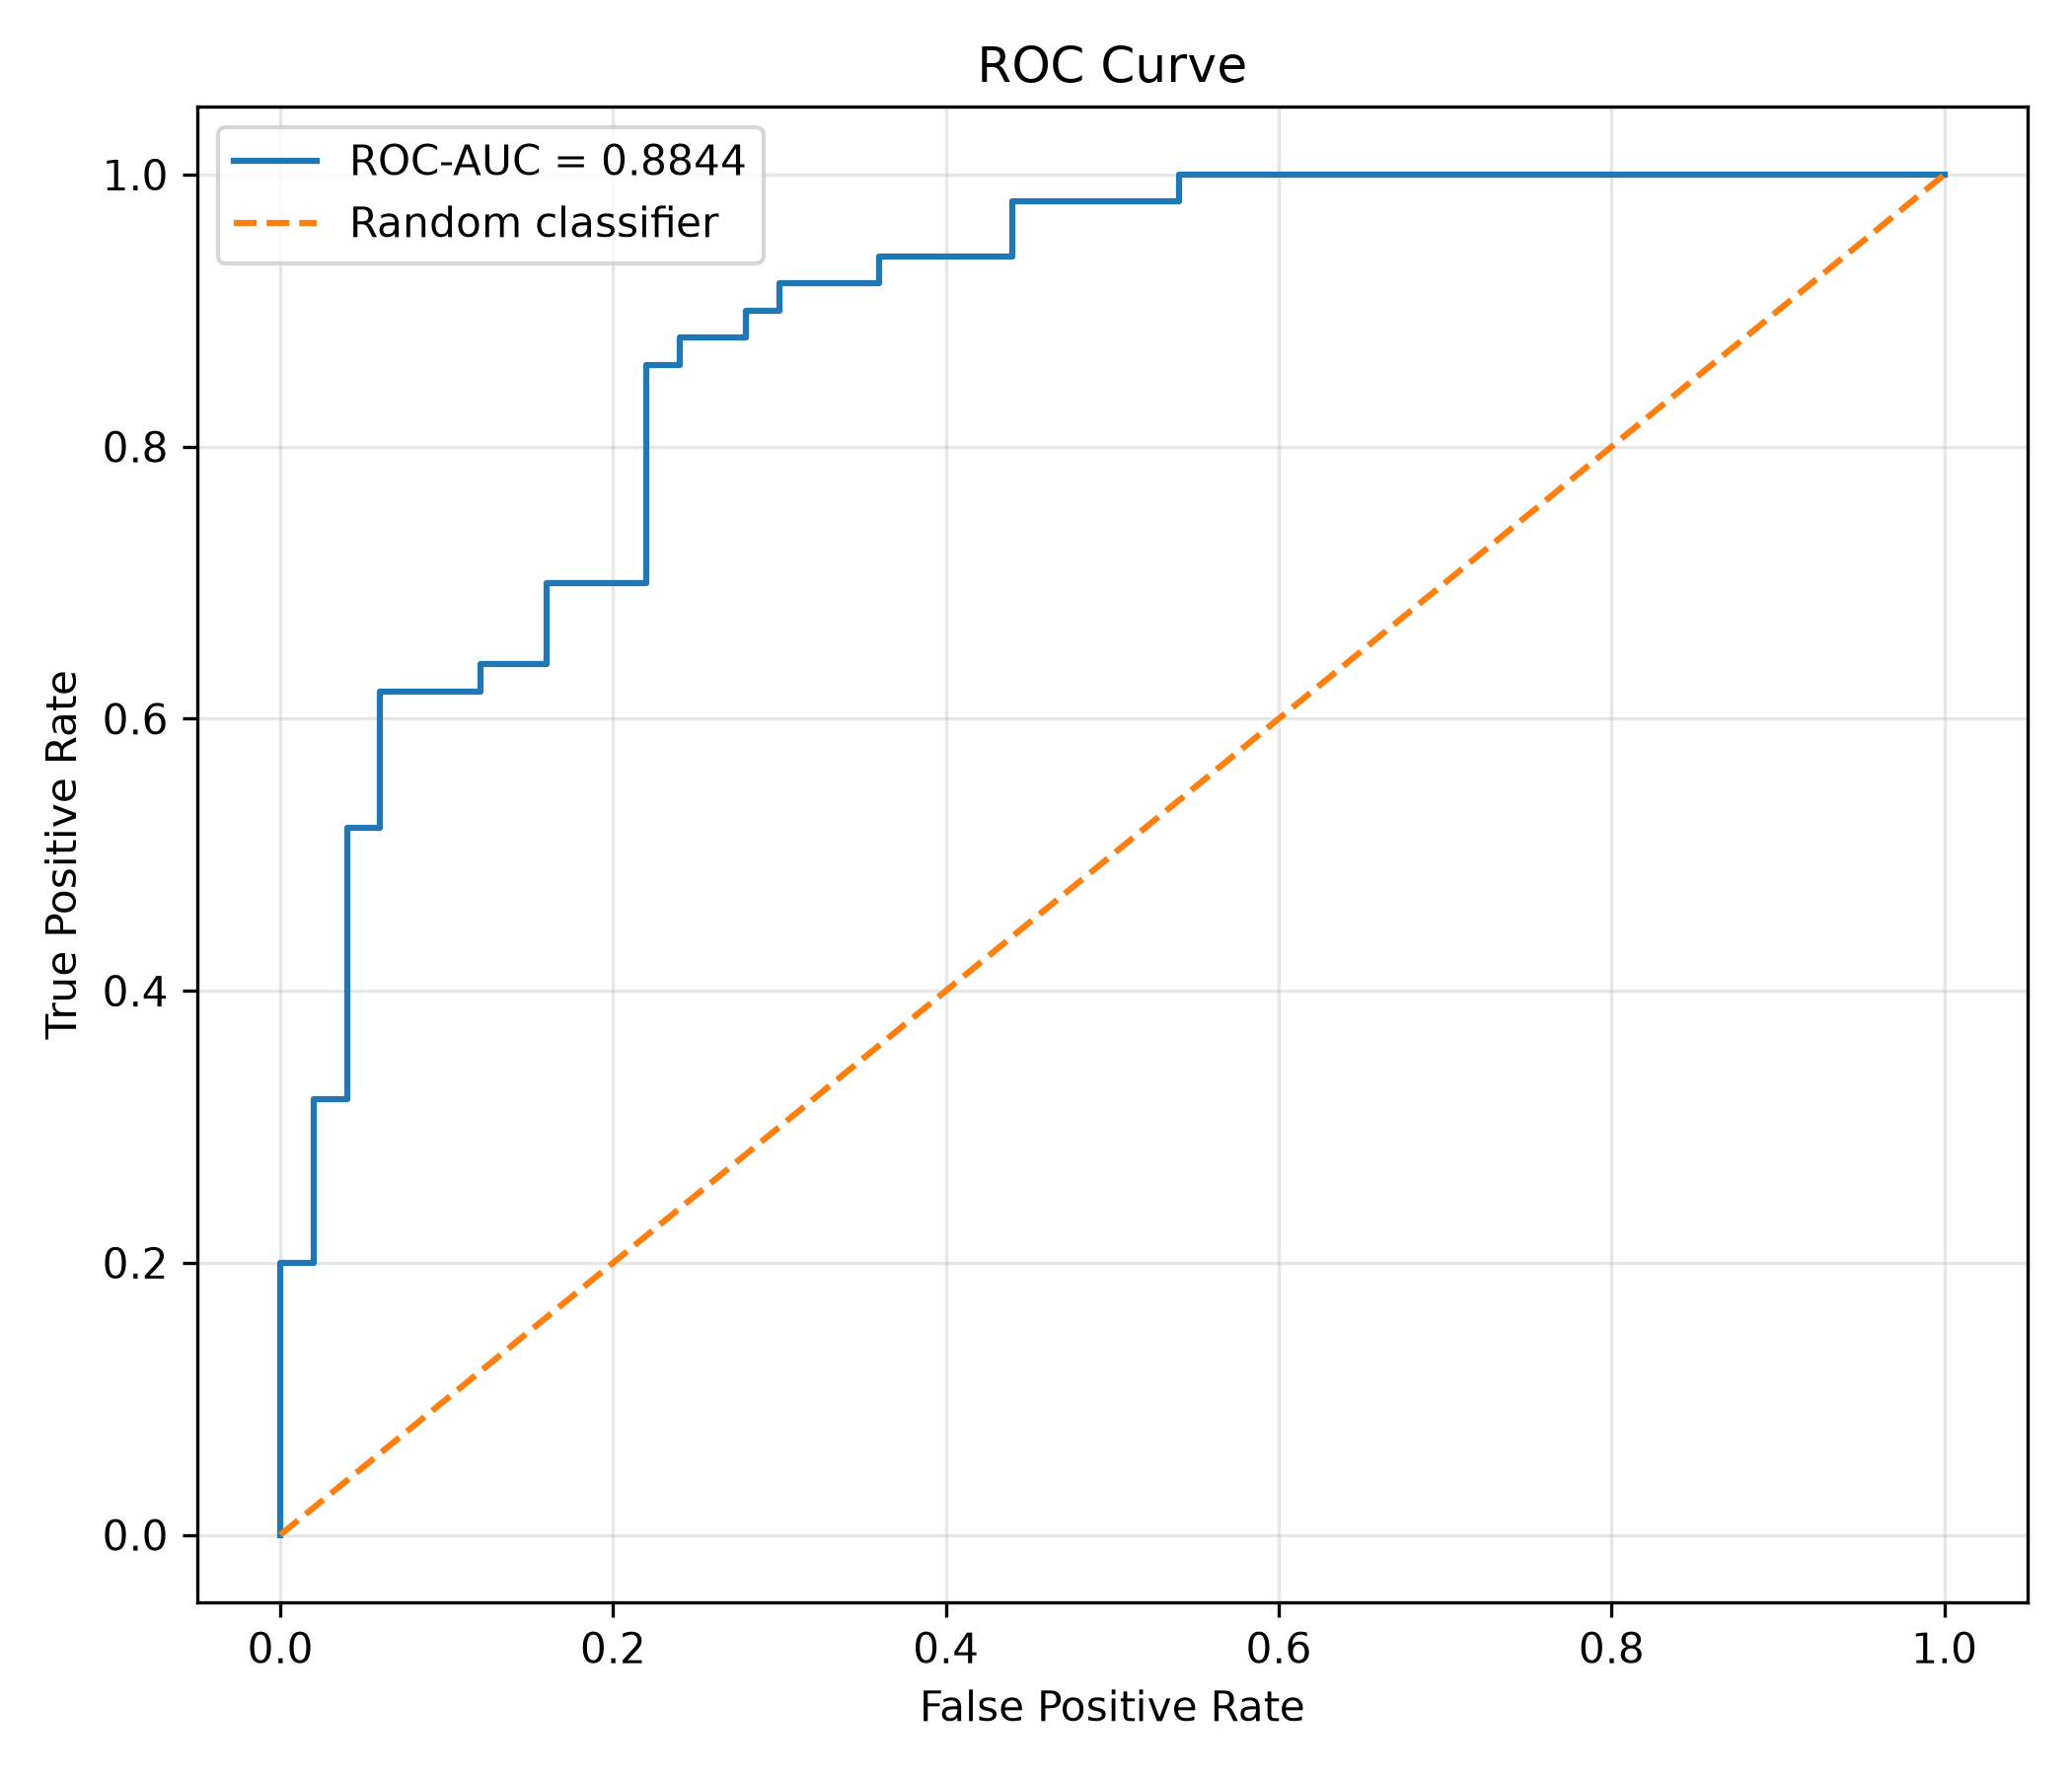 ROC Curve
ROC-AUC = 0.8844
Random classifier
True Positive Rate
1.0
0.8
0.6
0.4
0.2
0.0
0.0 0.2 0.4 0.6 0.8 1.0
False Positive Rate